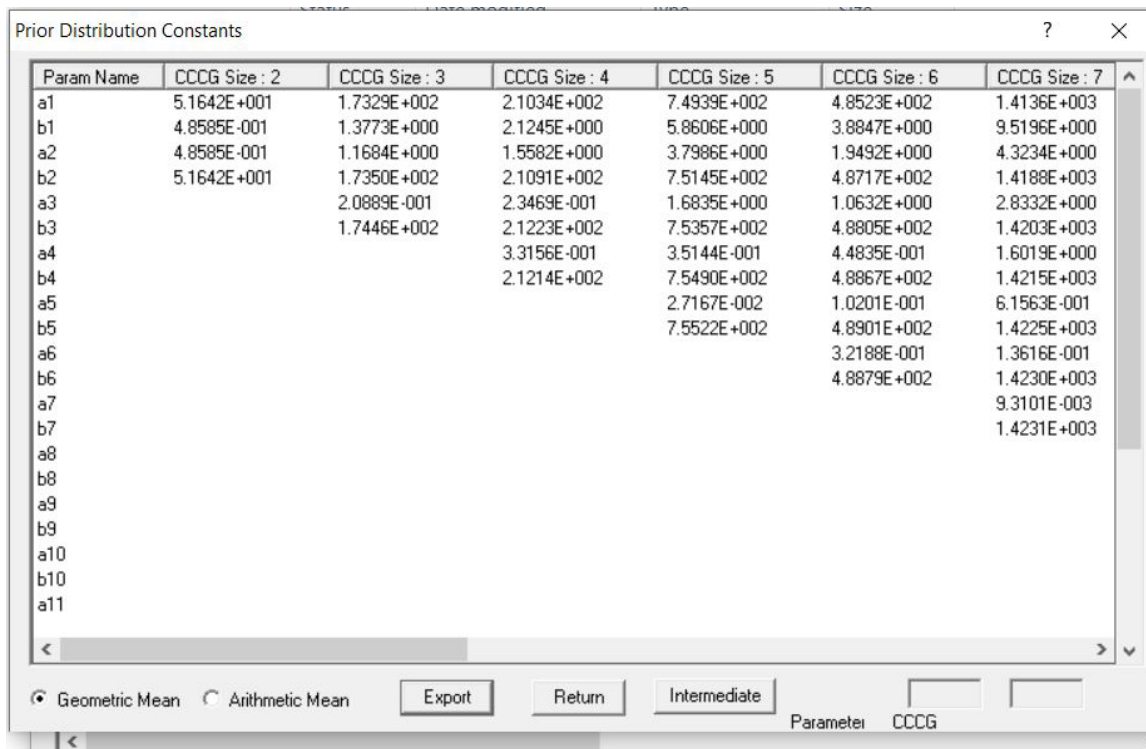 Status Date modified Type Size
Prior Distribution Constants ?
Param Name CCCG Size : 2 CCCG Size : 3 CCCG Size : 4 CCCG Size : 5 CCCG Size : 6 CCCG Size : 7
a1 5.1642E+001 1.7329E+002 2.1034E+002 7.4939E+002 4.8523E+002 1.4136E+003
b1 4.8585E-001 1.3773E+000 2.1245E+000 5.8606E+000 3.8847E+000 9.5196E+000
a2 4.8585E-001 1.1684E+000 1.5582E+000 3.7986E+000 1.9492E+000 4.3234E+000
b2 5.1642E+001 1.7350E+002 2.1091E+002 7.5145E+002 4.8717E+002 1.4188E+003
a3 2.0889E-001 2.3469E-001 1.6835E+000 1.0632E+000 2.8332E+000
b3 1.7446E+002 2.1223E+002 7.5357E+002 4.8805E+002 1.4203E+003
a4 3.3156E-001 3.5144E-001 4.4835E-001 1.6019E+000
b4 2.1214E+002 7.5490E+002 4.8867E+002 1.4215E+003
a5 2.7167E-002 1.0201E-001 6.1563E-001
b5 7.5522E+002 4.8901E+002 1.4225E+003
a6 3.2188E-001 1.3616E-001
b6 4.8879E+002 1.4230E+003
a7 9.3101E-003
b7 1.4231E+003
a8
b8
a9
b9
a10
b10
a11
Geometric Mean Arithmetic Mean Export Return Intermediate
Parameter CCCG